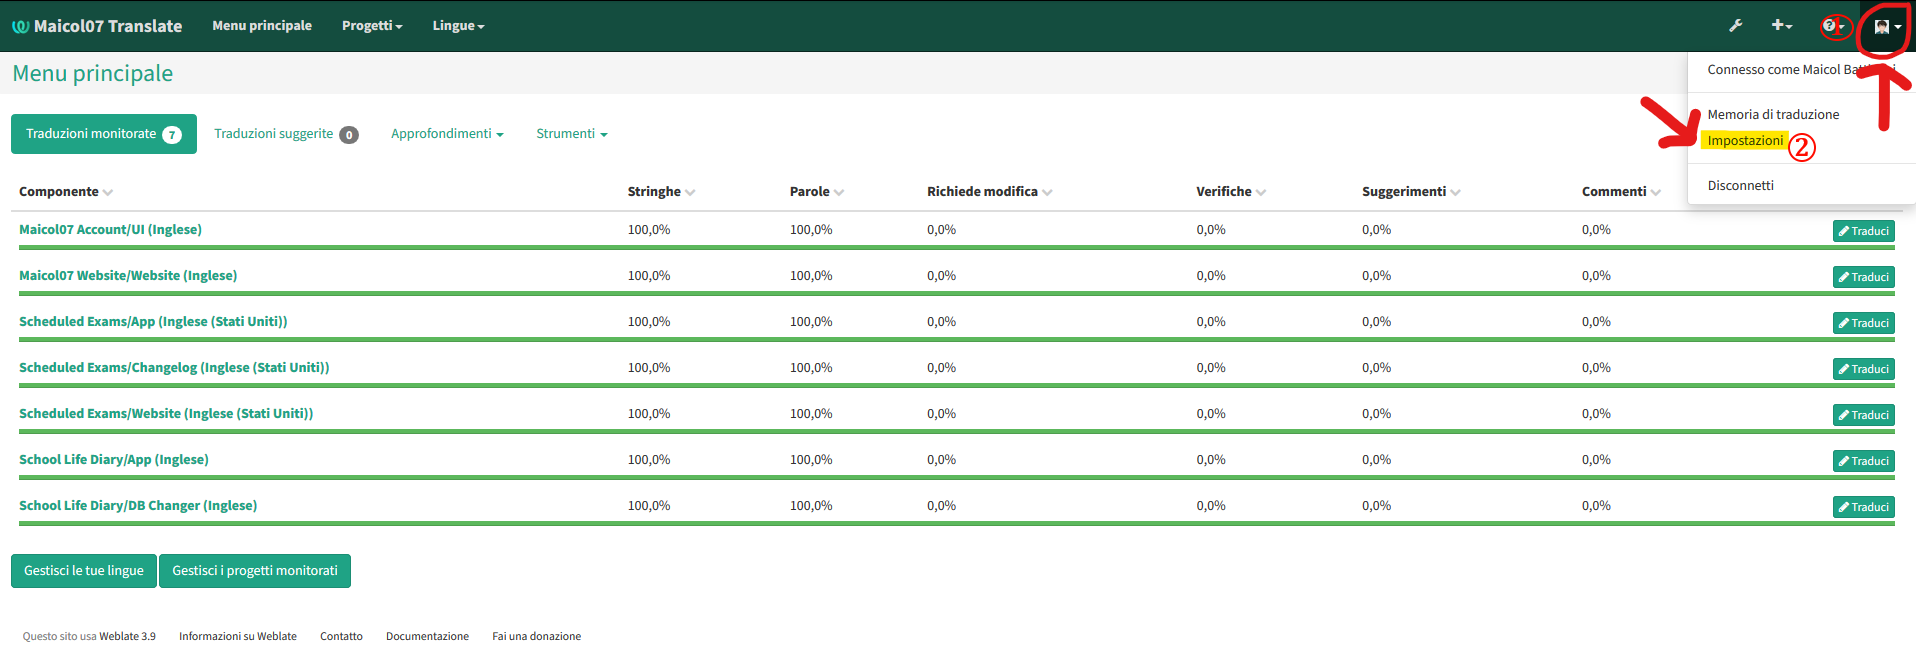 Maicol07 Translate Menu principale Progetti Lingue ①
Menu principale
Connesso come Maicol
Traduzioni monitorate 7 Traduzioni suggerite 0 Approfondimenti Strumenti
Memoria di traduzione
Impostazioni ②
Disconnetti
Componente Stringhe Parole Richiede modifica Verifiche Suggerimenti Commenti
Maicol07 Account/UI (Inglese) 100,0% 100,0% 0,0% 0,0% 0,0% 0,0% Traduci
Maicol07 Website/Website (Inglese) 100,0% 100,0% 0,0% 0,0% 0,0% 0,0% Traduci
Scheduled Exams/App (Inglese (Stati Uniti)) 100,0% 100,0% 0,0% 0,0% 0,0% 0,0% Traduci
Scheduled Exams/Changelog (Inglese (Stati Uniti)) 100,0% 100,0% 0,0% 0,0% 0,0% 0,0% Traduci
Scheduled Exams/Website (Inglese (Stati Uniti)) 100,0% 100,0% 0,0% 0,0% 0,0% 0,0% Traduci
School Life Diary/App (Inglese) 100,0% 100,0% 0,0% 0,0% 0,0% 0,0% Traduci
School Life Diary/DB Changer (Inglese) 100,0% 100,0% 0,0% 0,0% 0,0% 0,0% Traduci
Gestisci le tue lingue Gestisci i progetti monitorati
Questo sito usa Weblate 3.9 Informazioni su Weblate Contatto Documentazione Fai una donazione